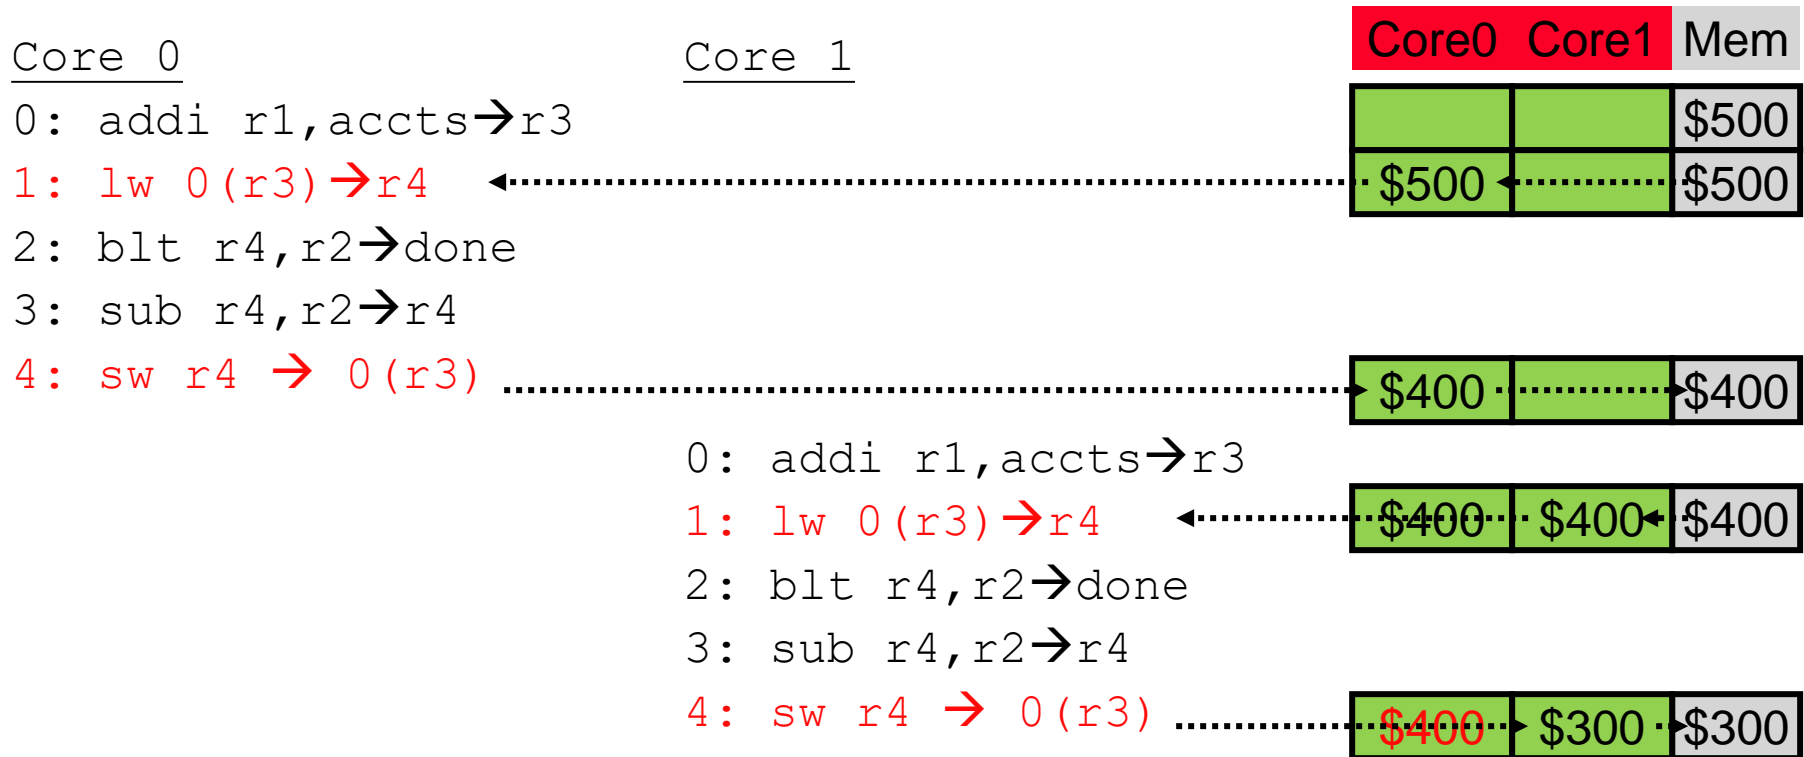 Core 0 Core 1 Core0 Core1 Mem
0: addi r1,accts→r3 $500
1: lw 0(r3)→r4 $500 $500
2: blt r4,r2→done
3: sub r4,r2→r4
4: sw r4 → 0(r3) $400 $400
0: addi r1,accts→r3
1: lw 0(r3)→r4 $400 $400 $400
2: blt r4,r2→done
3: sub r4,r2→r4
4: sw r4 → 0(r3) $400 $300 $300